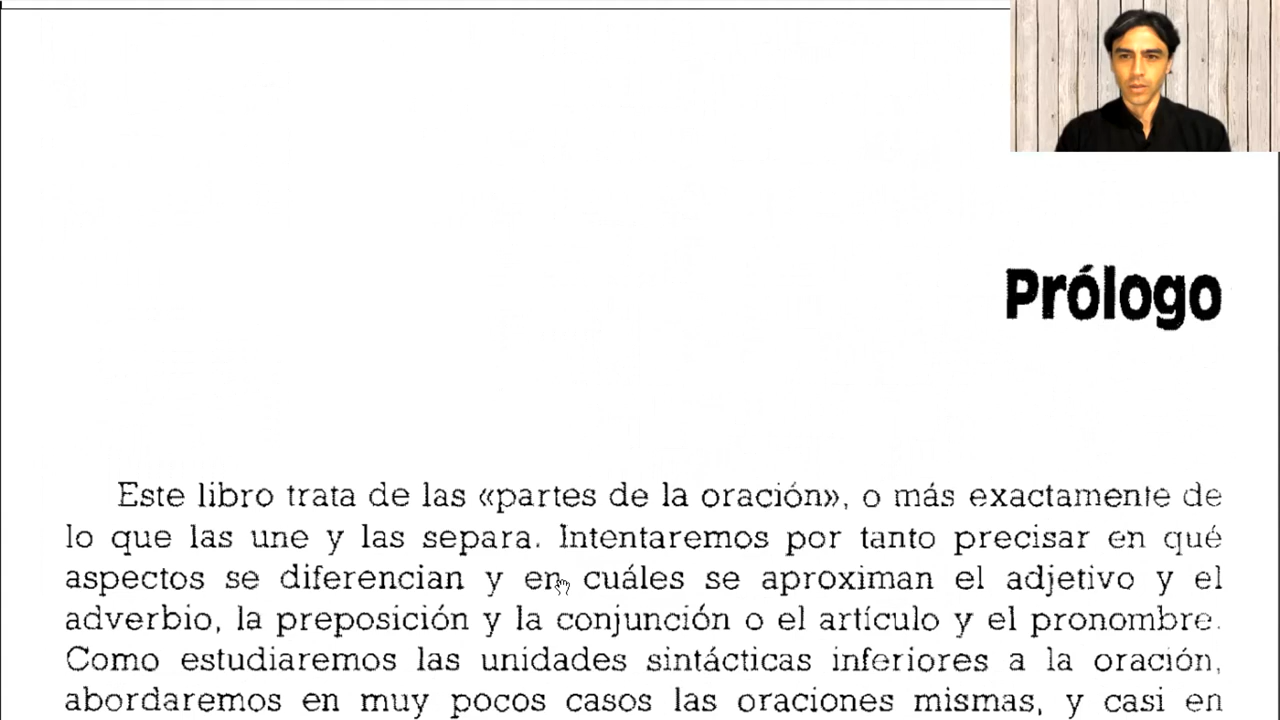 Prólogo
Este libro trata de las «partes de la oración», o más exactamente de
lo que las une y las separa. Intentaremos por tanto precisar en qué
aspectos se diferencian y en cuáles se aproximan el adjetivo y el
adverbio, la preposición y la conjunción o el artículo y el pronombre.
Como estudiaremos las unidades sintácticas inferiores a la oración,
abordaremos en muy pocos casos las oraciones mismas, y casi en